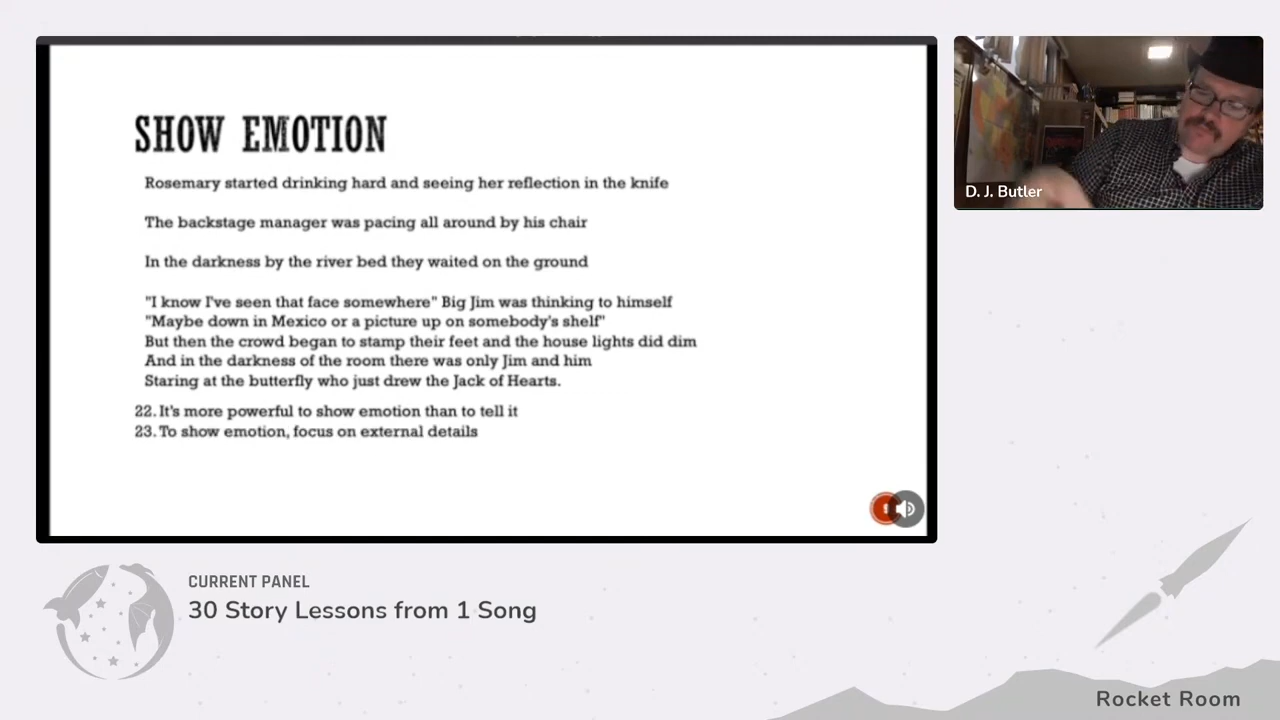 SHOW EMOTION
Rosemary started drinking hard and seeing her reflection in the knife
The backstage manager was pacing all around by his chair
In the darkness by the river bed they waited on the ground
"I know I've seen that face somewhere" Big Jim was thinking to himself
"Maybe down in Mexico or a picture up on somebody's shelf"
But then the crowd began to stamp their feet and the house lights did dim
And in the darkness of the room there was only Jim and him
Staring at the butterfly who just drew the Jack of Hearts.
22. It's more powerful to show emotion than to tell it
23. To show emotion, focus on external details
D. J. Butler
CURRENT PANEL
30 Story Lessons from 1 Song
Rocket Room